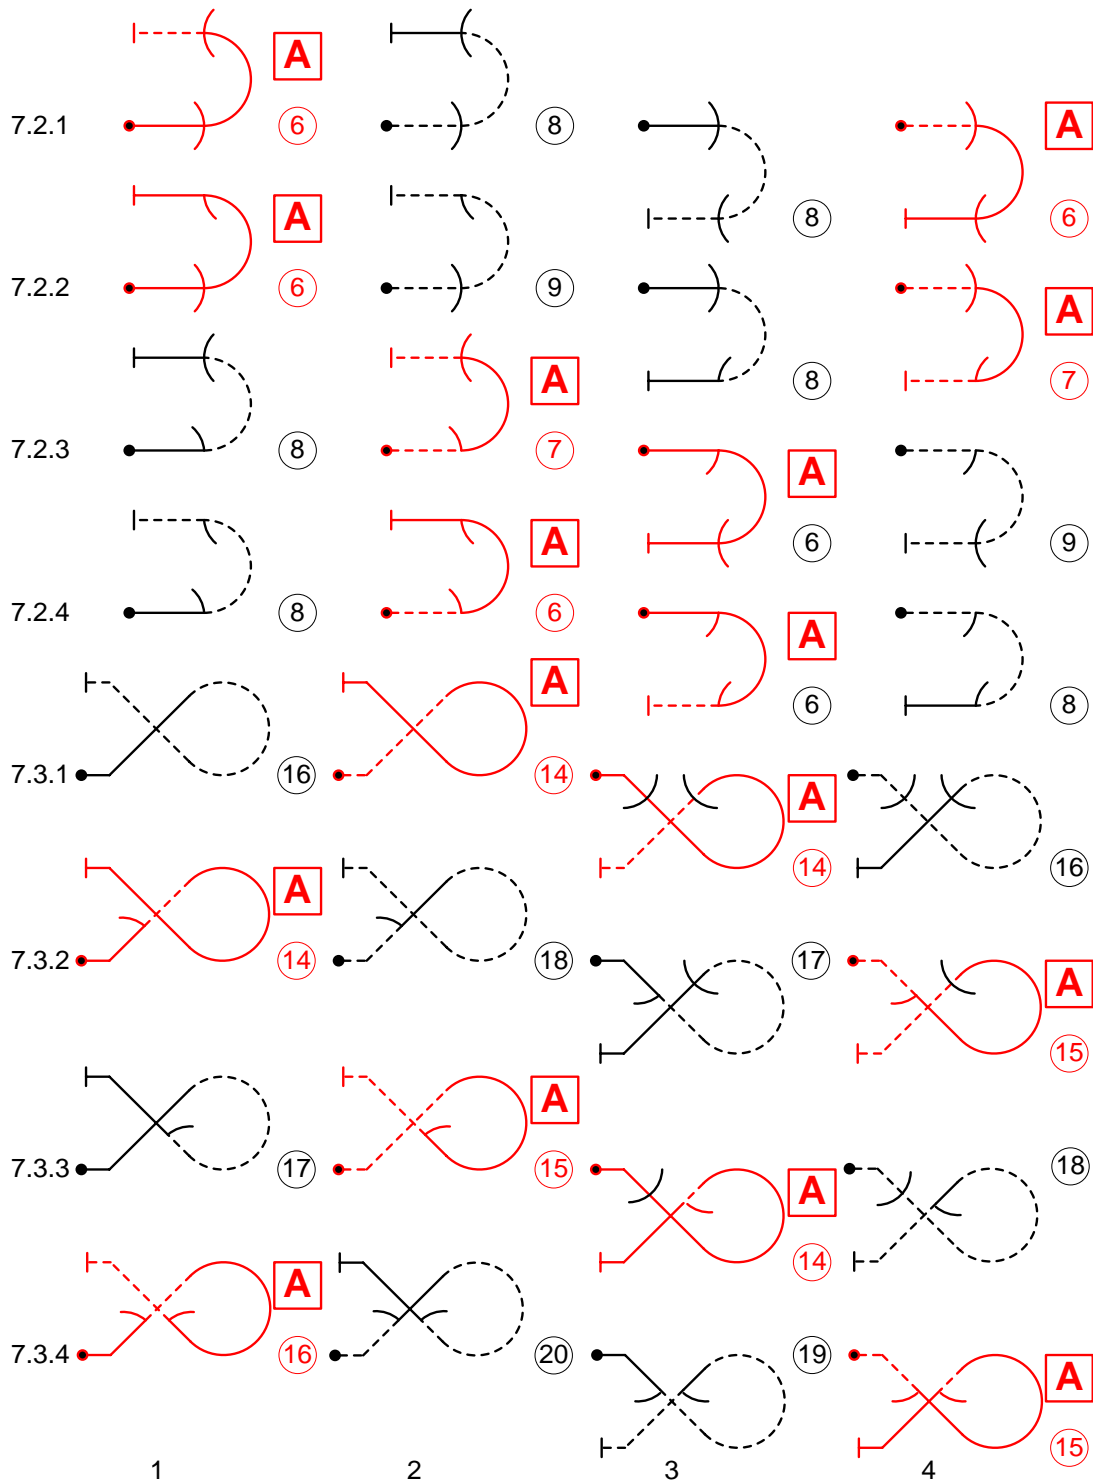 A A
7.2.1 6 8 A
A 8 6
7.2.2 6 9 A
A 8 7
7.2.3 8 7 A
A 6 9
7.2.4 8 6 A
A 6 8
7.3.1 16 14 A
A 14 16
7.3.2 14 18 17 A
A 15
7.3.3 17 15 18
A
A 14
7.3.4 16 20 19 A
15
1 2 3 4